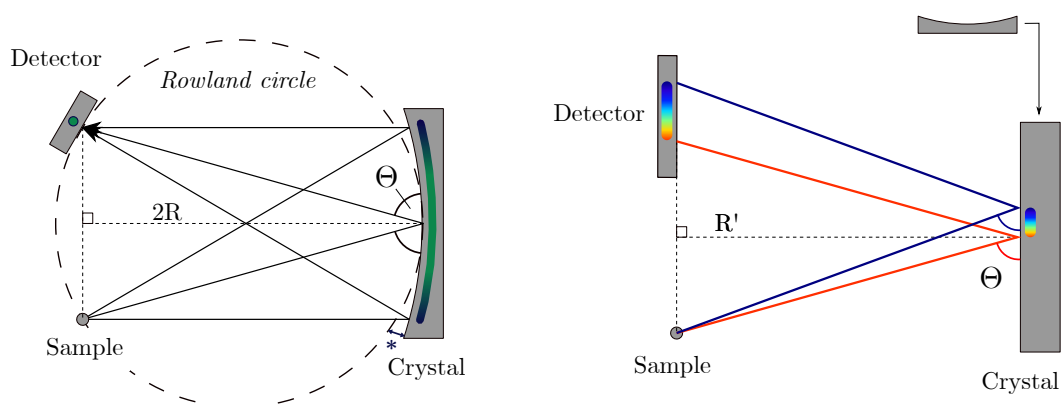 Detector
Rowland circle
Θ
2R
*
Sample
Crystal
Detector
R'
Θ
Sample
Crystal